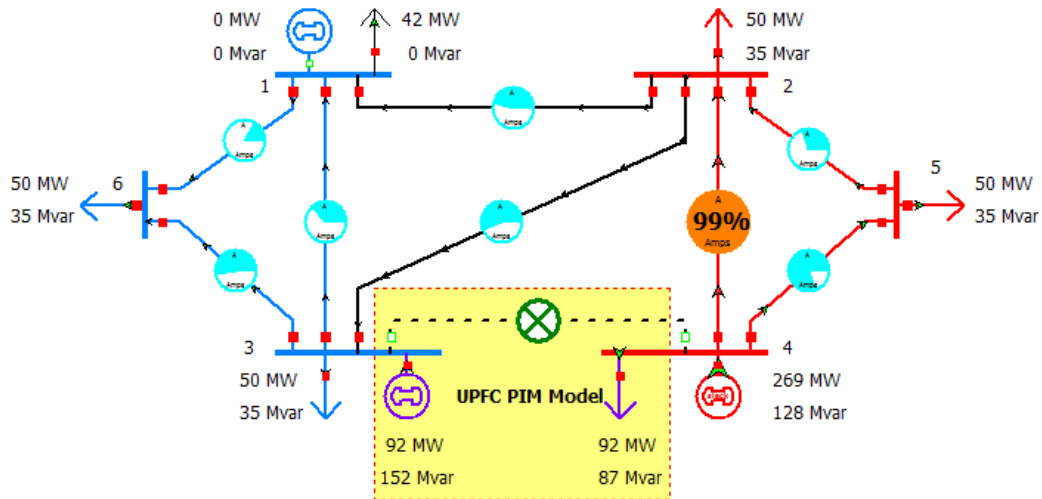 0 MW
42 MW
50 MW
0 Mvar
0 Mvar
35 Mvar
1
2
A
Amps
A
Amps
A
Amps
50 MW
6
5
50 MW
35 Mvar
35 Mvar
A
Amps
A
Amps
A
99%
Amps
A
Amps
A
Amps
3
4
50 MW
UPFC PIM Model
slack
269 MW
35 Mvar
128 Mvar
92 MW
92 MW
152 Mvar
87 Mvar